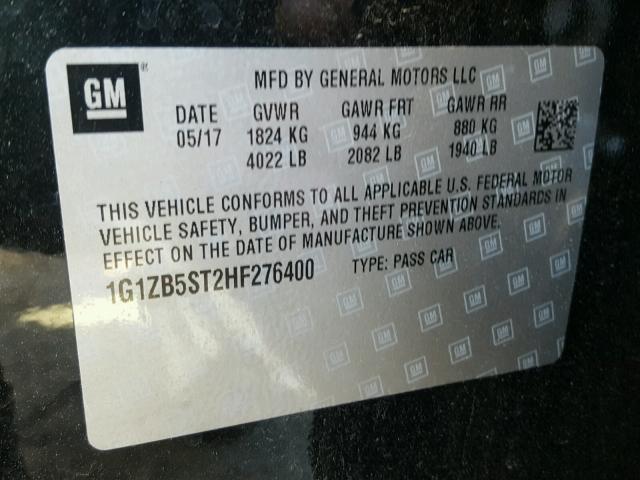 GM ®
MFD BY GENERAL MOTORS LLC
DATE GVWR GAWR FRT GAWR RR
05/17 1824 KG 944 KG 880 KG
4022 LB 2082 LB 1940 LB
THIS VEHICLE CONFORMS TO ALL APPLICABLE U.S. FEDERAL MOTOR
VEHICLE SAFETY, BUMPER, AND THEFT PREVENTION STANDARDS IN
EFFECT ON THE DATE OF MANUFACTURE SHOWN ABOVE.
1G1ZB5ST2HF276400 TYPE: PASS CAR